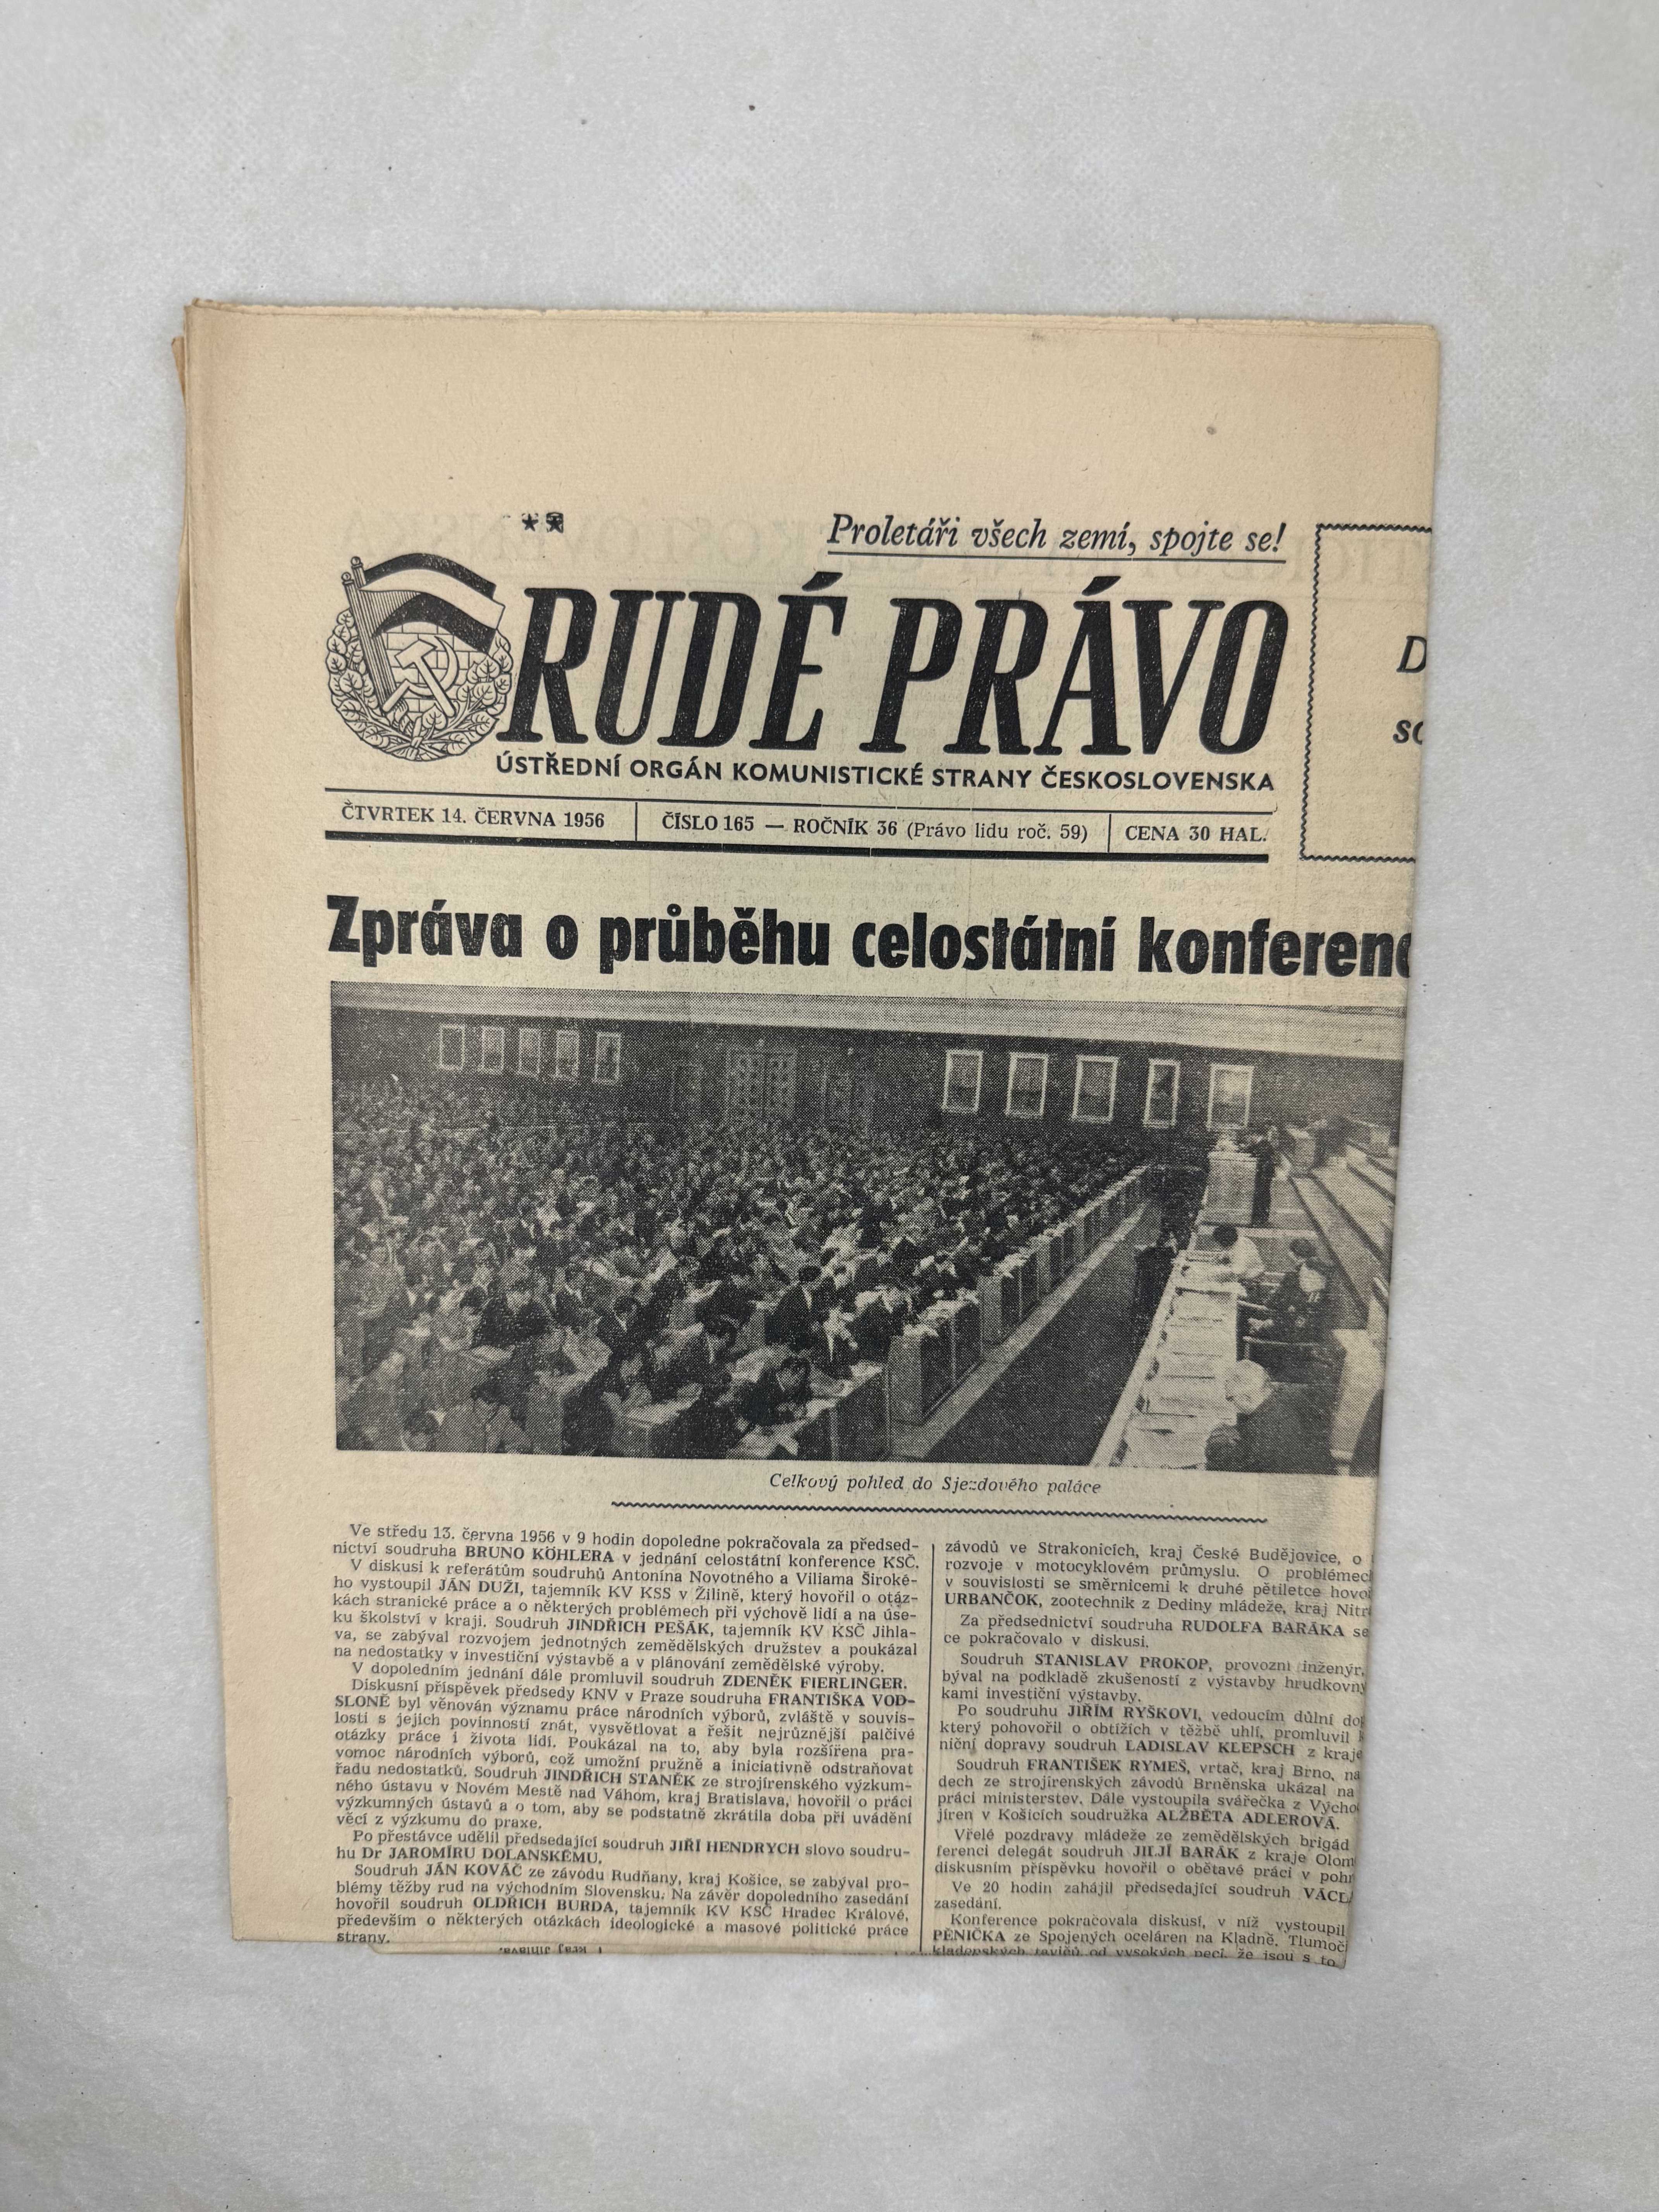 Proletáři všech zemí, spojte se!
RUDÉ PRÁVO
ÚSTŘEDNÍ ORGÁN KOMUNISTICKÉ STRANY ČESKOSLOVENSKA
ČTVRTEK 14. ČERVNA 1956
ČÍSLO 165 — ROČNÍK 36 (Právo lidu roč. 59)
CENA 30 HAL.
D
so
Zpráva o průběhu celostátní konferenc
Celkový pohled do Sjezdového paláce
Ve středu 13. června 1956 v 9 hodin dopoledne pokračovala za předsed-
nictví soudruha BRUNO KÖHLERA v jednání celostátní konference KSČ.
V diskusi k referátům soudruhů Antonína Novotného a Viliama Široké-
ho vystoupil JÁN DUŽI, tajemník KV KSS v Žilině, který hovořil o otáz-
kách stranické práce a o některých problémech při výchově lidí a na úse-
ku školství v kraji. Soudruh JINDŘICH PEŠÁK, tajemník KV KSČ Jihla-
va, se zabýval rozvojem jednotných zemědělských družstev a poukázal
na nedostatky v investiční výstavbě a v plánování zemědělské výroby.
V dopoledním jednání dále promluvil soudruh ZDENĚK FIERLINGER.
Diskusní příspěvek předsedy KNV v Praze soudruha FRANTIŠKA VOD-
SLONĚ byl věnován významu práce národních výborů, zvláště v souvis-
losti s jejich povinností znát, vysvětlovat a řešit nejrůznější palčivé
otázky práce i života lidí. Poukázal na to, aby byla rozšířena pra-
vomoc národních výborů, což umožní pružně a iniciativně odstraňovat
řadu nedostatků. Soudruh JINDŘICH STANĚK ze strojírenského výzkum-
ného ústavu v Novém Mestě nad Váhom, kraj Bratislava, hovořil o práci
výzkumných ústavů a o tom, aby se podstatně zkrátila doba při uvádění
věcí z výzkumu do praxe.
Po přestávce udělil předsedající soudruh JIŘÍ HENDRYCH slovo soudru-
hu Dr JAROMÍRU DOLANSKÉMU.
Soudruh JÁN KOVÁČ ze závodu Rudňany, kraj Košice, se zabýval pro-
blémy těžby rud na východním Slovensku. Na závěr dopoledního zasedání
hovořil soudruh OLDŘICH BURDA, tajemník KV KSČ Hradec Králové,
především o některých otázkách ideologické a masové politické práce
strany.
kraj Jihlava,
závodů ve Strakonicích, kraj České Budějovice, o
rozvoje v motocyklovém průmyslu. O problémec
v souvislosti se směrnicemi k druhé pětiletce hovoř
URBANČOK, zootechnik z Dediny mládeže, kraj Nitr
Za předsednictví soudruha RUDOLFA BARÁKA se
ce pokračovalo v diskusi.
Soudruh STANISLAV PROKOP, provozní inženýr,
býval na podkladě zkušeností z výstavby hrudkovny
kami investiční výstavby.
Po soudruhu JIŘÍM RYŠKOVI, vedoucím důlní dop
který pohovořil o obtížích v těžbě uhlí, promluvil
niční dopravy soudruh LADISLAV KLEPSCH z kraje
Soudruh FRANTIŠEK RYMEŠ, vrtač, kraj Brno, na
dech ze strojírenských závodů Brněnska ukázal na
práci ministerstev. Dále vystoupila svářečka z Výcho
jíren v Košicích soudružka ALŽBĚTA ADLEROVÁ.
Vřelé pozdravy mládeže ze zemědělských brigád
ferenci delegát soudruh JILJÍ BARÁK z kraje Olom
diskusním příspěvku hovořil o obětavé práci v pohr
Ve 20 hodin zahájil předsedající soudruh VÁCL
zasedání.
Konference pokračovala diskusí, v níž vystoupil
PĚNIČKA ze Spojených oceláren na Kladně. Tlumoč
kladenských tavičů od vysokých pecí, že jsou s to